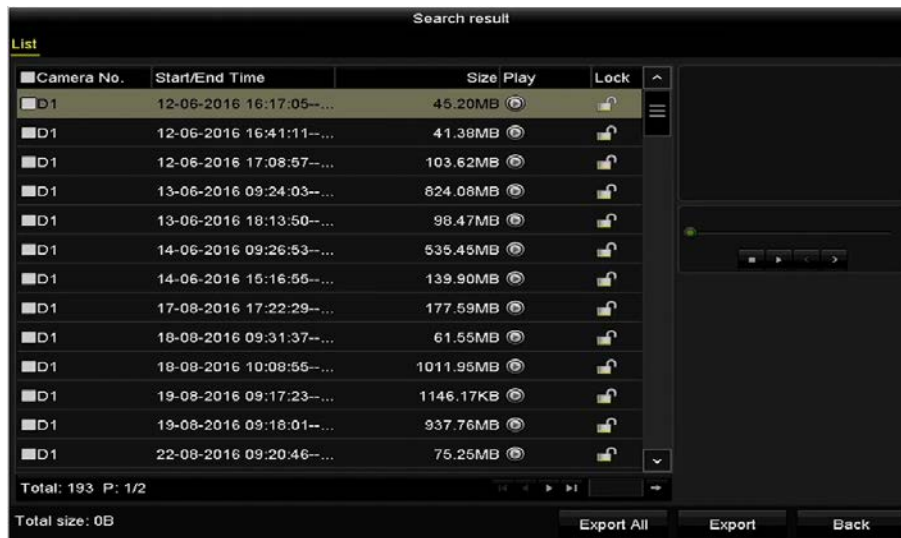 Search result
List
Camera No. Start/End Time Size Play Lock
D1 12-06-2016 16:17:05--... 45.20MB
D1 12-06-2016 16:41:11--... 41.38MB
D1 12-06-2016 17:08:57--... 103.62MB
D1 13-06-2016 09:24:03--... 824.08MB
D1 13-06-2016 18:13:50--... 98.47MB
D1 14-06-2016 09:26:53--... 535.45MB
D1 14-06-2016 15:16:55--... 139.90MB
D1 17-08-2016 17:22:29--... 177.59MB
D1 18-08-2016 09:31:37--... 61.55MB
D1 18-08-2016 10:08:55--... 1011.95MB
D1 19-08-2016 09:17:23--... 1146.17KB
D1 19-08-2016 09:18:01--... 937.76MB
D1 22-08-2016 09:20:46--... 75.25MB
Total: 193 P: 1/2
Total size: 0B Export All Export Back